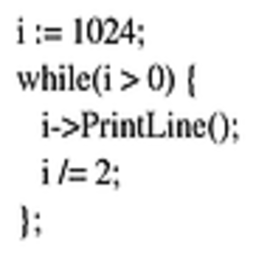 i := 1024;
while(i > 0) {
i->PrintLine();
i /= 2;
};